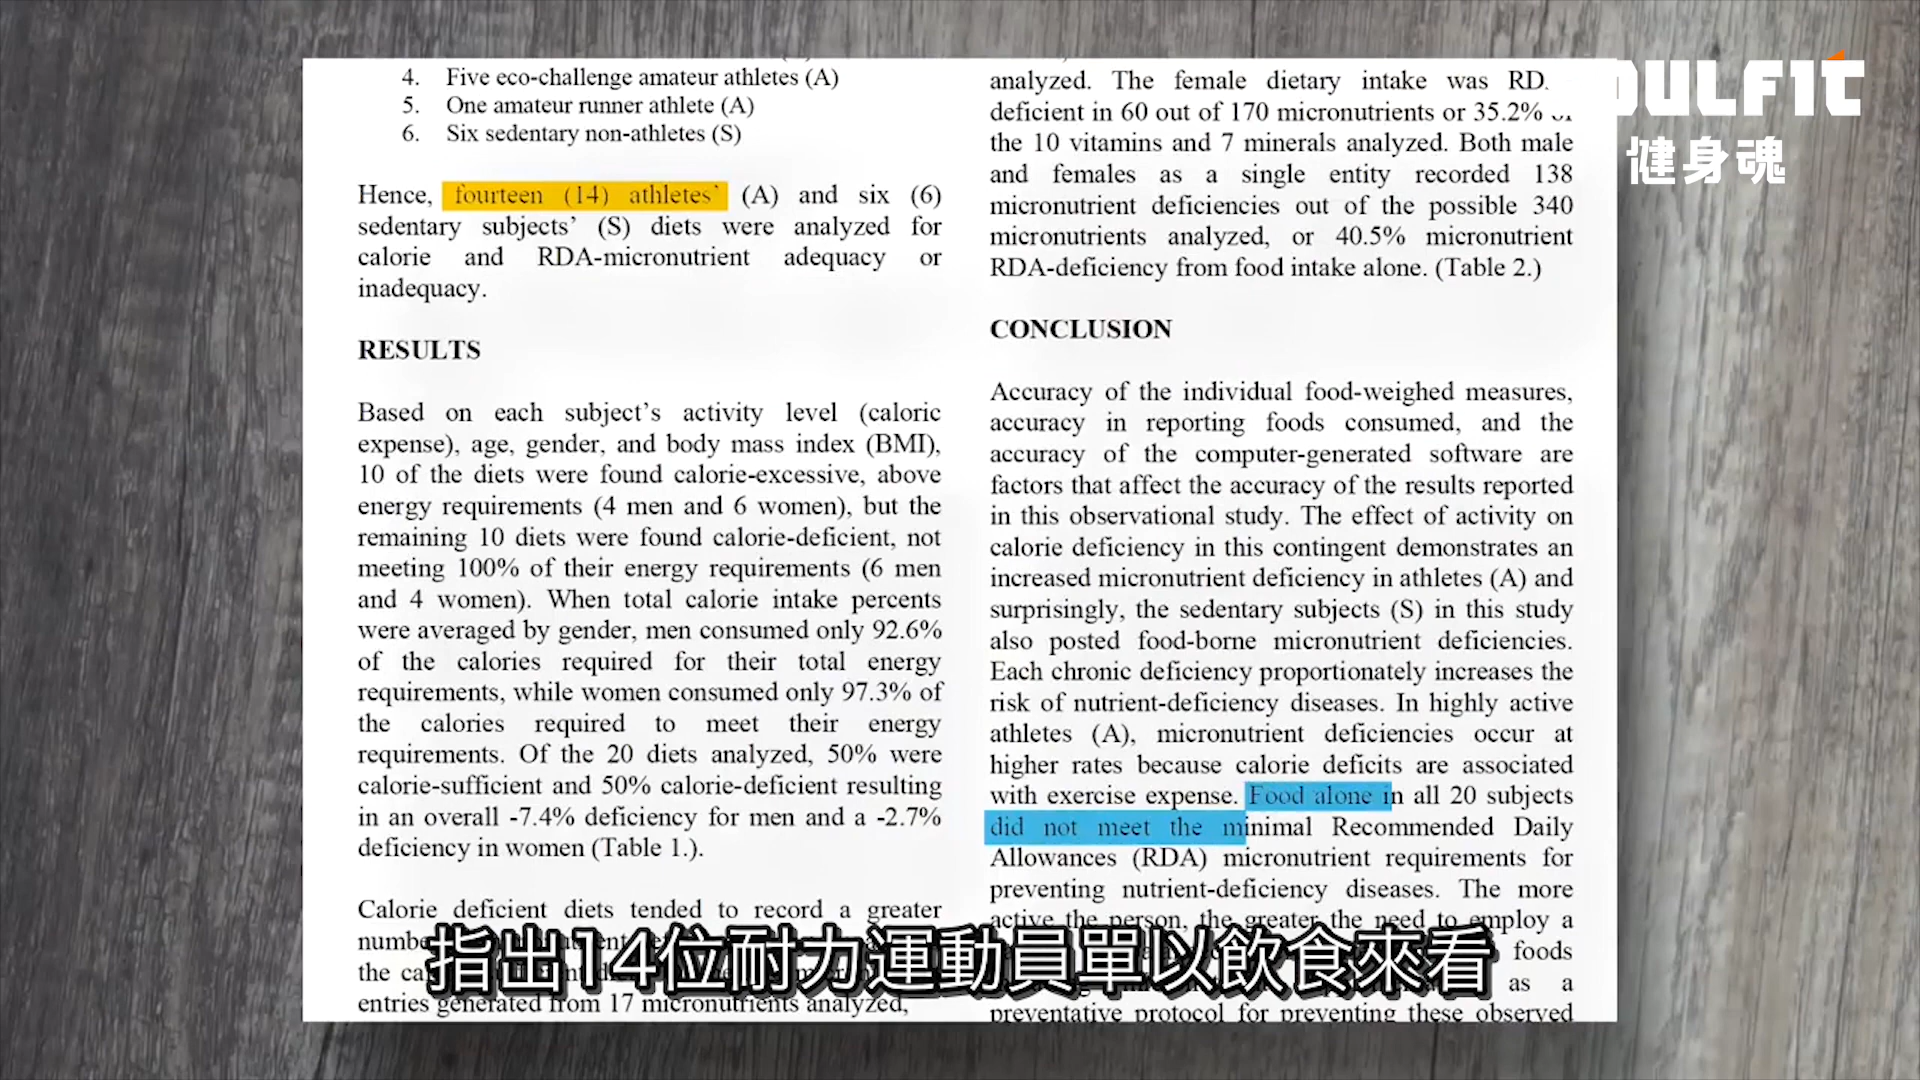 4. Five eco-challenge amateur athletes (A)
5. One amateur runner athlete (A)
6. Six sedentary non-athletes (S)
Hence, fourteen (14) athletes' (A) and six (6)
sedentary subjects' (S) diets were analyzed for
calorie and RDA-micronutrient adequacy or
inadequacy.
RESULTS
Based on each subject's activity level (caloric
expense), age, gender, and body mass index (BMI),
10 of the diets were found calorie-excessive, above
energy requirements (4 men and 6 women), but the
remaining 10 diets were found calorie-deficient, not
meeting 100% of their energy requirements (6 men
and 4 women). When total calorie intake percents
were averaged by gender, men consumed only 92.6%
of the calories required for their total energy
requirements, while women consumed only 97.3% of
the calories required to meet their energy
requirements. Of the 20 diets analyzed, 50% were
calorie-sufficient and 50% calorie-deficient resulting
in an overall -7.4% deficiency for men and a -2.7%
deficiency in women (Table 1.).
Calorie deficient diets tended to record a greater
the
entries generated from 17 micronutrients analyzed,
analyzed. The female dietary intake was
deficient in 60 out of 170 micronutrients or 35.2%
the 10 vitamins and 7 minerals analyzed. Both male
and females as a single entity recorded 138
micronutrient deficiencies out of the possible 340
micronutrients analyzed, or 40.5% micronutrient
RDA-deficiency from food intake alone. (Table 2.)
CONCLUSION
Accuracy of the individual food-weighed measures,
accuracy in reporting foods consumed, and the
accuracy of the computer-generated software are
factors that affect the accuracy of the results reported
in this observational study. The effect of activity on
calorie deficiency in this contingent demonstrates an
increased micronutrient deficiency in athletes (A) and
surprisingly, the sedentary subjects (S) in this study
also posted food-borne micronutrient deficiencies.
Each chronic deficiency proportionately increases the
risk of nutrient-deficiency diseases. In highly active
athletes (A), micronutrient deficiencies occur at
higher rates because calorie deficits are associated
with exercise expense. Food alone in all 20 subjects
did not meet the minimal Recommended Daily
Allowances (RDA) micronutrient requirements for
preventing nutrient-deficiency diseases. The more
active the person, the greater the need to employ a
foods
as a
preventative protocol for preventing these observed
健身魂
指出14位耐力運動員單以飲食來看